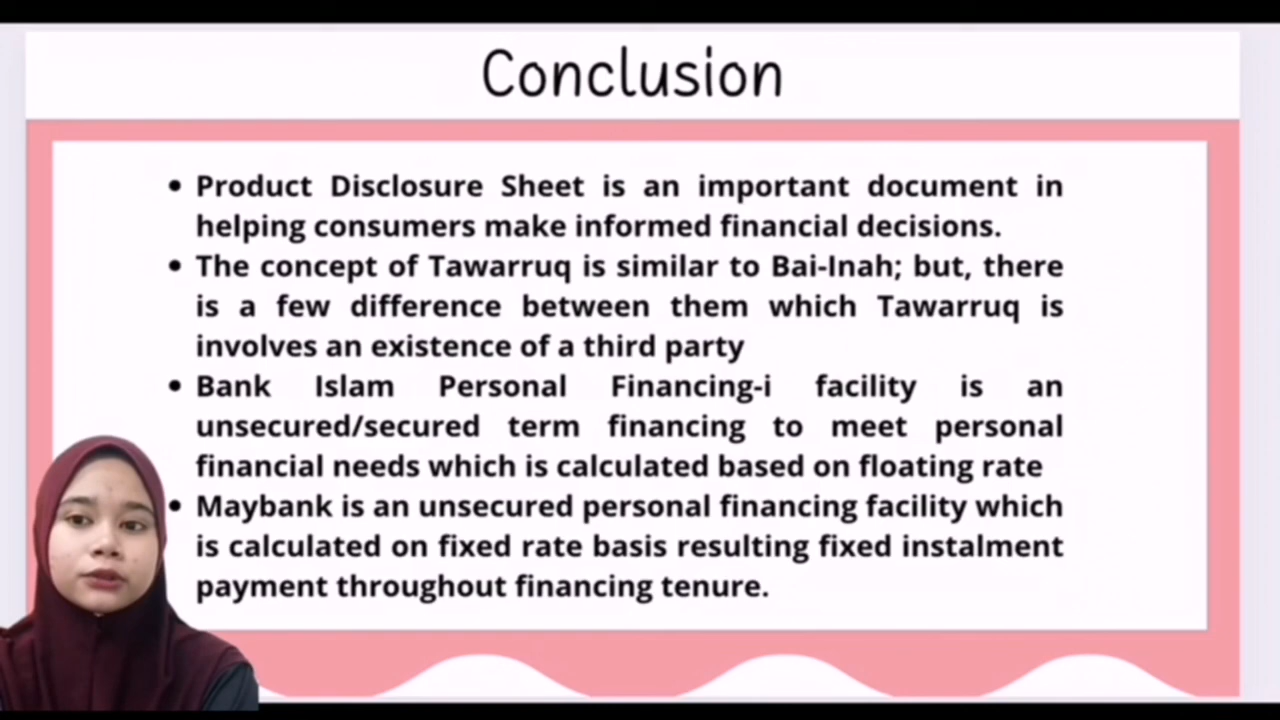 Conclusion
Product Disclosure Sheet is an important document in
helping consumers make informed financial decisions.
The concept of Tawarruq is similar to Bai-Inah; but, there
is a few difference between them which Tawarruq is
involves an existence of a third party
Bank Islam Personal Financing-i facility is an
unsecured/secured term financing to meet personal
financial needs which is calculated based on floating rate
Maybank is an unsecured personal financing facility which
is calculated on fixed rate basis resulting fixed instalment
payment throughout financing tenure.